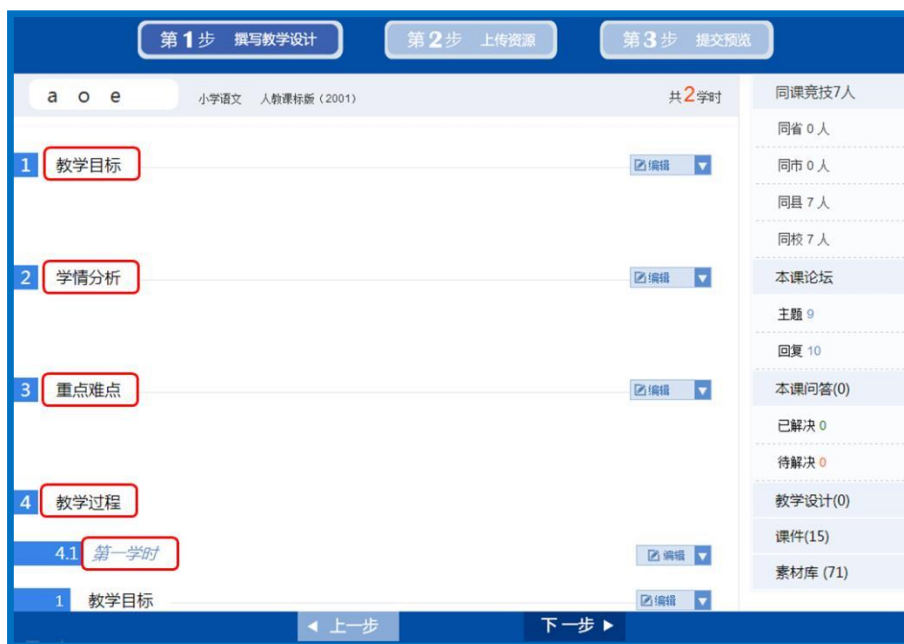 第1步 撰写教学设计
第2步 上传资源
第3步 提交预览
a o e
小学语文 人教课标版（2001）
共2学时
1 教学目标
编辑
2 学情分析
编辑
3 重点难点
编辑
4 教学过程
4.1 第一学时
编辑
1 教学目标
编辑
同课竞技7人
同省 0 人
同市 0 人
同县 7 人
同校 7 人
本课论坛
主题 9
回复 10
本课问答(0)
已解决 0
待解决 0
教学设计(0)
课件(15)
素材库 (71)
上一步
下一步